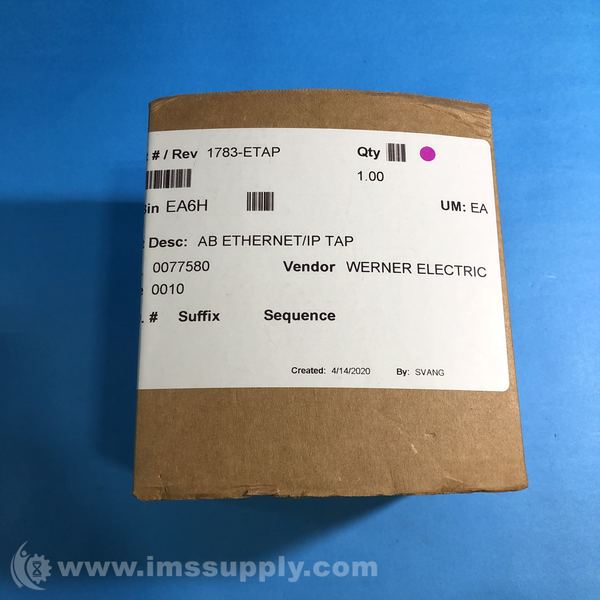 # / Rev 1783-ETAP Qty
1.00
in EA6H UM: EA
Desc: AB ETHERNET/IP TAP
0077580 Vendor WERNER ELECTRIC
0010
. # Suffix Sequence
Created: 4/14/2020 By: SVANG
www.imssupply.com